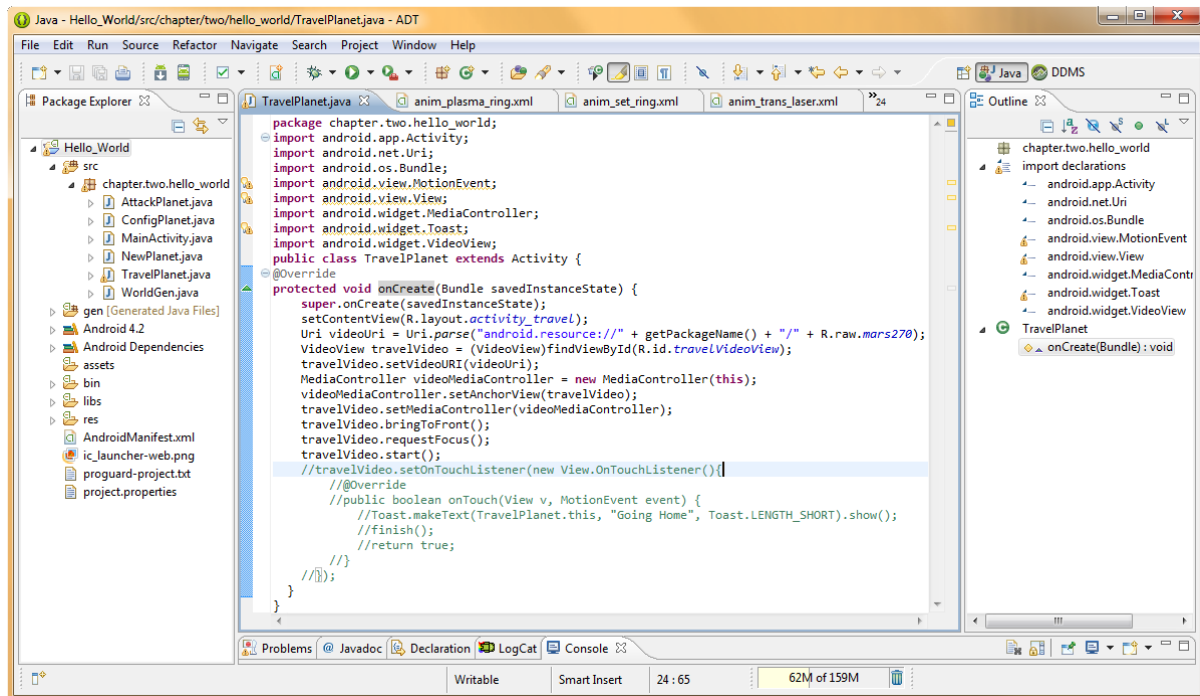 Java - Hello_World/src/chapter/two/hello_world/TravelPlanet.java - ADT
File Edit Run Source Refactor Navigate Search Project Window Help
Java DDMS
Package Explorer
Hello_World
src
chapter.two.hello_world
AttackPlanet.java
ConfigPlanet.java
MainActivity.java
NewPlanet.java
TravelPlanet.java
WorldGen.java
gen [Generated Java Files]
Android 4.2
Android Dependencies
assets
bin
libs
res
AndroidManifest.xml
ic_launcher-web.png
proguard-project.txt
project.properties
TravelPlanet.java anim_plasma_ring.xml anim_set_ring.xml anim_trans_laser.xml »24
package chapter.two.hello_world;
import android.app.Activity;
import android.net.Uri;
import android.os.Bundle;
import android.view.MotionEvent;
import android.view.View;
import android.widget.MediaController;
import android.widget.Toast;
import android.widget.VideoView;
public class TravelPlanet extends Activity {
@Override
protected void onCreate(Bundle savedInstanceState) {
super.onCreate(savedInstanceState);
setContentView(R.layout.activity_travel);
Uri videoUri = Uri.parse("android.resource://" + getPackageName() + "/" + R.raw.mars270);
VideoView travelVideo = (VideoView)findViewById(R.id.travelVideoView);
travelVideo.setVideoURI(videoUri);
MediaController videoMediaController = new MediaController(this);
videoMediaController.setAnchorView(travelVideo);
travelVideo.setMediaController(videoMediaController);
travelVideo.bringToFront();
travelVideo.requestFocus();
travelVideo.start();
//travelVideo.setOnTouchListener(new View.OnTouchListener(){
//@Override
//public boolean onTouch(View v, MotionEvent event) {
//Toast.makeText(TravelPlanet.this, "Going Home", Toast.LENGTH_SHORT).show();
//finish();
//return true;
//}
//});
}
}
Outline
chapter.two.hello_world
import declarations
android.app.Activity
android.net.Uri
android.os.Bundle
android.view.MotionEvent
android.view.View
android.widget.MediaContr
android.widget.Toast
android.widget.VideoView
TravelPlanet
onCreate(Bundle) : void
Problems @ Javadoc Declaration LogCat Console
Writable Smart Insert 24 : 65 62M of 159M